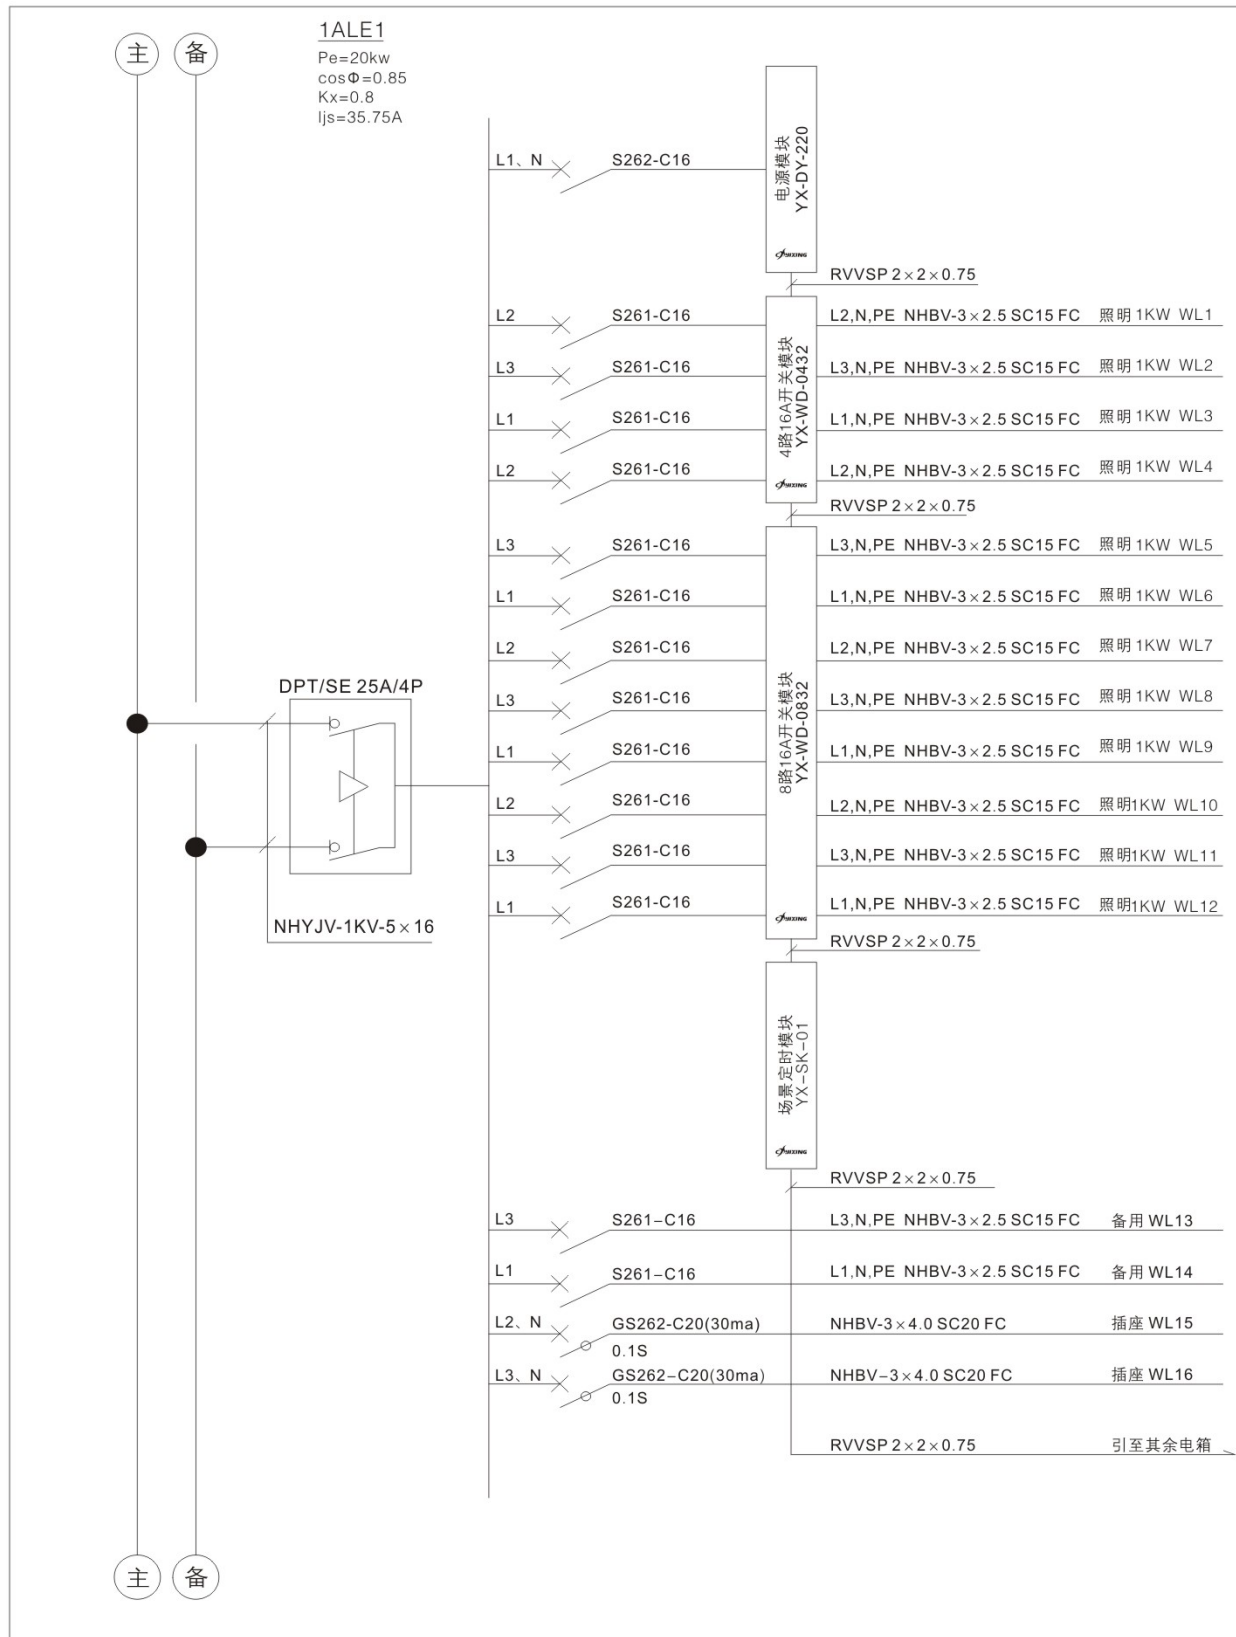 主 备
1ALE1
Pe=20kw
cosΦ=0.85
Kx=0.8
Ijs=35.75A
L1、N S262-C16
电源模块
YX-DY-220
YIXING
RVVSP 2×2×0.75
L2 S261-C16 L2,N,PE NHBV-3×2.5 SC15 FC 照明 1KW WL1
L3 S261-C16 L3,N,PE NHBV-3×2.5 SC15 FC 照明 1KW WL2
L1 S261-C16 L1,N,PE NHBV-3×2.5 SC15 FC 照明 1KW WL3
L2 S261-C16 L2,N,PE NHBV-3×2.5 SC15 FC 照明 1KW WL4
4路16A开关模块
YX-WD-0432
YIXING
RVVSP 2×2×0.75
L3 S261-C16 L3,N,PE NHBV-3×2.5 SC15 FC 照明 1KW WL5
L1 S261-C16 L1,N,PE NHBV-3×2.5 SC15 FC 照明 1KW WL6
L2 S261-C16 L2,N,PE NHBV-3×2.5 SC15 FC 照明 1KW WL7
L3 S261-C16 L3,N,PE NHBV-3×2.5 SC15 FC 照明 1KW WL8
L1 S261-C16 L1,N,PE NHBV-3×2.5 SC15 FC 照明 1KW WL9
L2 S261-C16 L2,N,PE NHBV-3×2.5 SC15 FC 照明1KW WL10
L3 S261-C16 L3,N,PE NHBV-3×2.5 SC15 FC 照明1KW WL11
L1 S261-C16 L1,N,PE NHBV-3×2.5 SC15 FC 照明1KW WL12
8路16A开关模块
YX-WD-0832
YIXING
DPT/SE 25A/4P
NHYJV-1KV-5×16
RVVSP 2×2×0.75
场景定时模块
YX-SK-01
YIXING
RVVSP 2×2×0.75
L3 S261-C16 L3,N,PE NHBV-3×2.5 SC15 FC 备用 WL13
L1 S261-C16 L1,N,PE NHBV-3×2.5 SC15 FC 备用 WL14
L2、N GS262-C20(30ma) NHBV-3×4.0 SC20 FC 插座 WL15
0.1S
L3、N GS262-C20(30ma) NHBV-3×4.0 SC20 FC 插座 WL16
0.1S
RVVSP 2×2×0.75 引至其余电箱
主 备